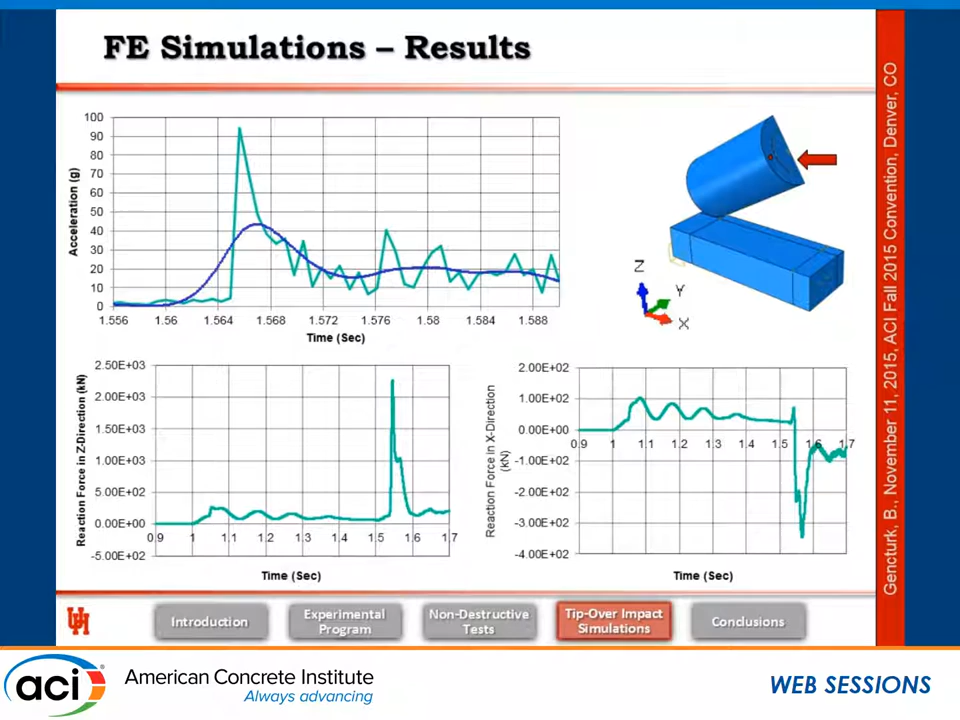 FE Simulations – Results
100
90
80
70
60
50
40
30
20
10
0
Acceleration (g)
1.556 1.56 1.564 1.568 1.572 1.576 1.58 1.584 1.588
Time (Sec)
Z
Y
X
2.50E+03
2.00E+03
1.50E+03
1.00E+03
5.00E+02
0.00E+00
-5.00E+02
Reaction Force in Z-Direction (kN)
0.9 1 1.1 1.2 1.3 1.4 1.5 1.6 1.7
Time (Sec)
2.00E+02
1.00E+02
0.00E+00
-1.00E+02
-2.00E+02
-3.00E+02
-4.00E+02
Reaction Force in X-Direction
(kN)
0.9 1 1.1 1.2 1.3 1.4 1.5 1.6 1.7
Time (Sec)
Gencturk, B., November 11, 2015, ACI Fall 2015 Convention, Denver, CO
UH
Introduction
Experimental
Program
Non-Destructive
Tests
Tip-Over Impact
Simulations
Conclusions
aci
American Concrete Institute
Always advancing
WEB SESSIONS